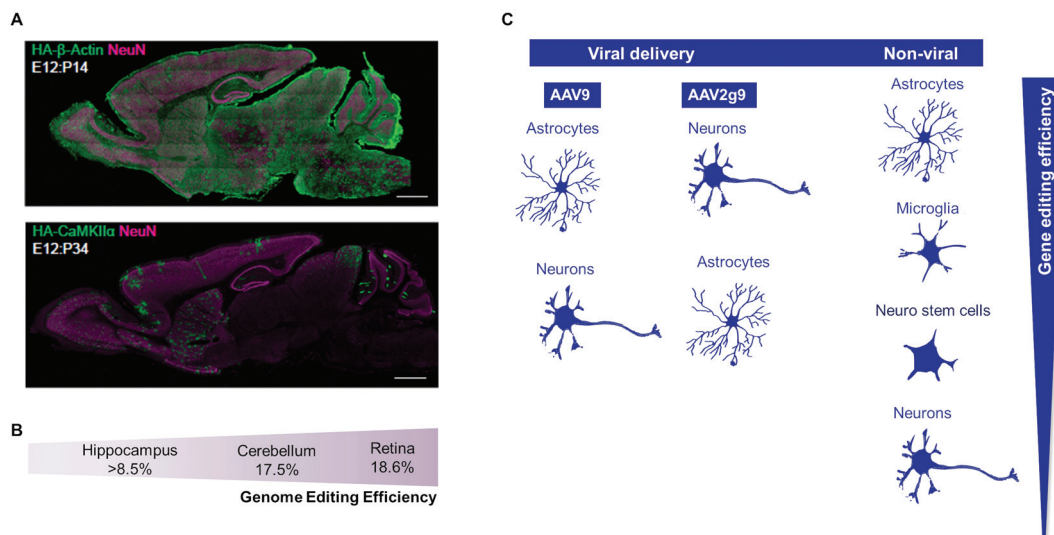 A
HA-β-Actin NeuN
E12:P14
HA-CaMKIIα NeuN
E12:P34
B
Hippocampus
>8.5%
Cerebellum
17.5%
Retina
18.6%
Genome Editing Efficiency
C
Viral delivery
Non-viral
AAV9
AAV2g9
Astrocytes
Neurons
Neurons
Astrocytes
Astrocytes
Microglia
Neuro stem cells
Neurons
Gene editing efficiency